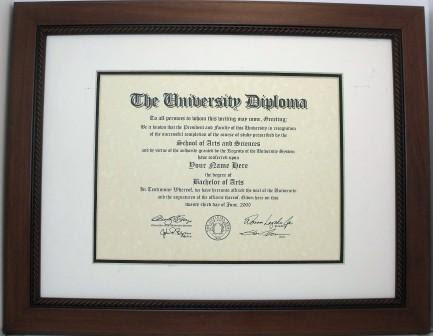 The University Diploma
To all persons to whom this writing may come, Greeting:
Be it known that the President and Faculty of this University in recognition
of the successful completion of the course of study prescribed by the
School of Arts and Sciences
and by virtue of the authority granted by the Regents of the University System
have conferred upon
Your Name Here
the degree of
Bachelor of Arts
In Testimony Whereof, we have hereunto affixed the seal of the University
and the signatures of the officers thereof. Given here on this
twenty third day of June, 2000